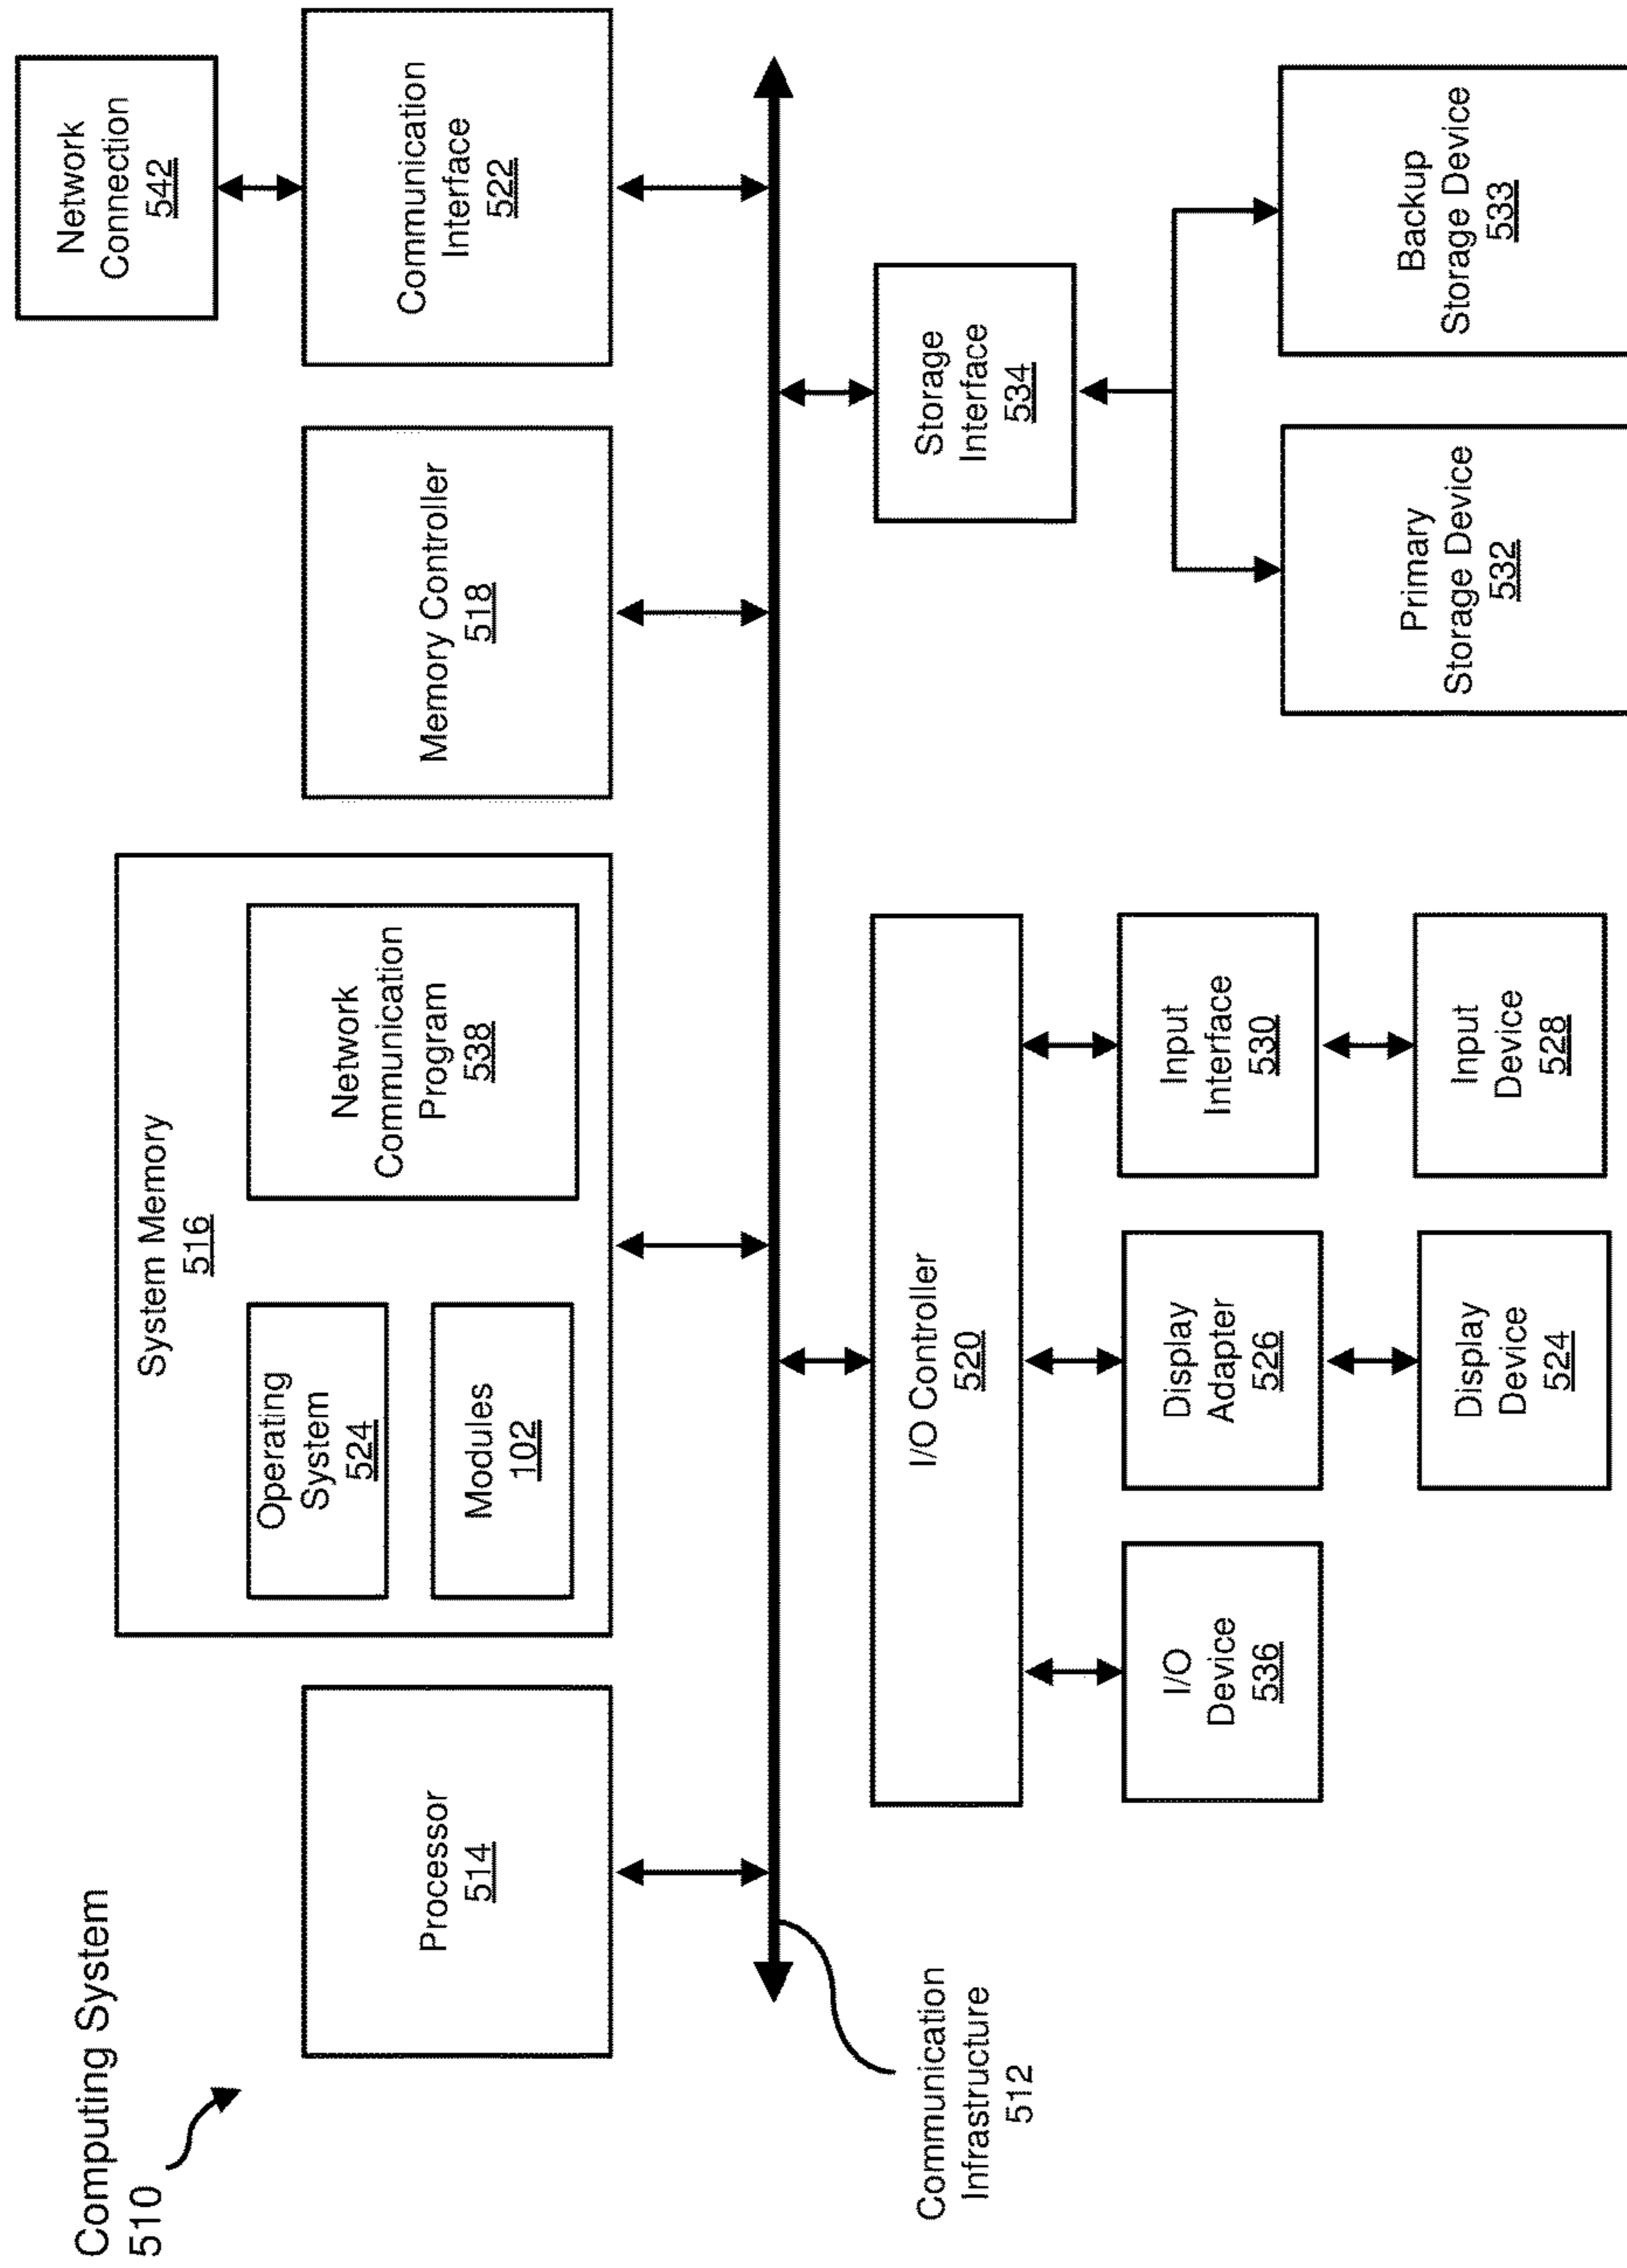 Computing System
510
Processor
514
System Memory
516
Operating
System
524
Modules
102
Network
Communication
Program
538
Memory Controller
518
Communication
Interface
522
Network
Connection
542
Communication
Infrastructure
512
I/O Controller
520
I/O
Device
536
Display
Adapter
526
Display
Device
524
Input
Interface
530
Input
Device
528
Storage
Interface
534
Primary
Storage Device
532
Backup
Storage Device
533